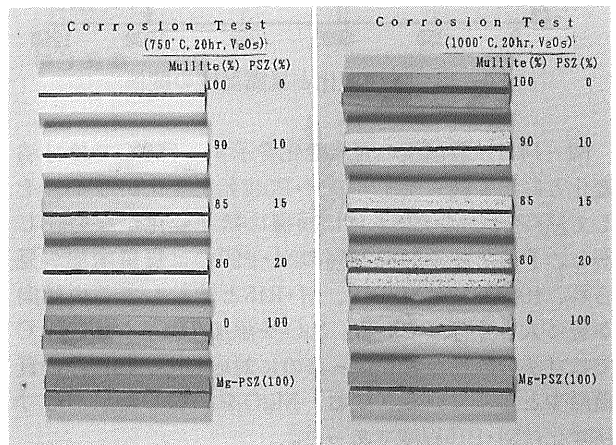 Corrosion Test
(750°C, 20hr, V₂O₅)
Mullite(%) PSZ(%)
100 0
90 10
85 15
80 20
0 100
Mg-PSZ(100)
Corrosion Test
(1000°C, 20hr, V₂O₅)
Mullite(%) PSZ(%)
100 0
90 10
85 15
80 20
0 100
Mg-PSZ(100)